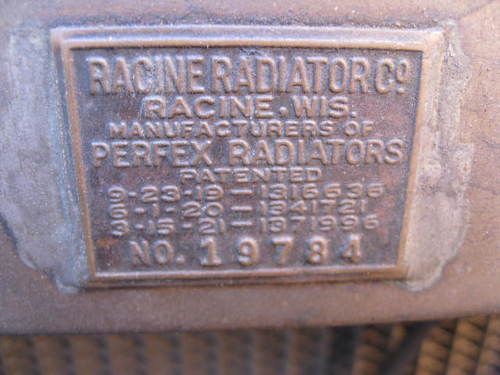 RACINE RADIATOR CO
RACINE, WIS.
MANUFACTURERS OF
PERFEX RADIATORS
PATENTED
9-23-19-1316636
6-1-20-1341721
3-15-21-1371996
NO. 19784